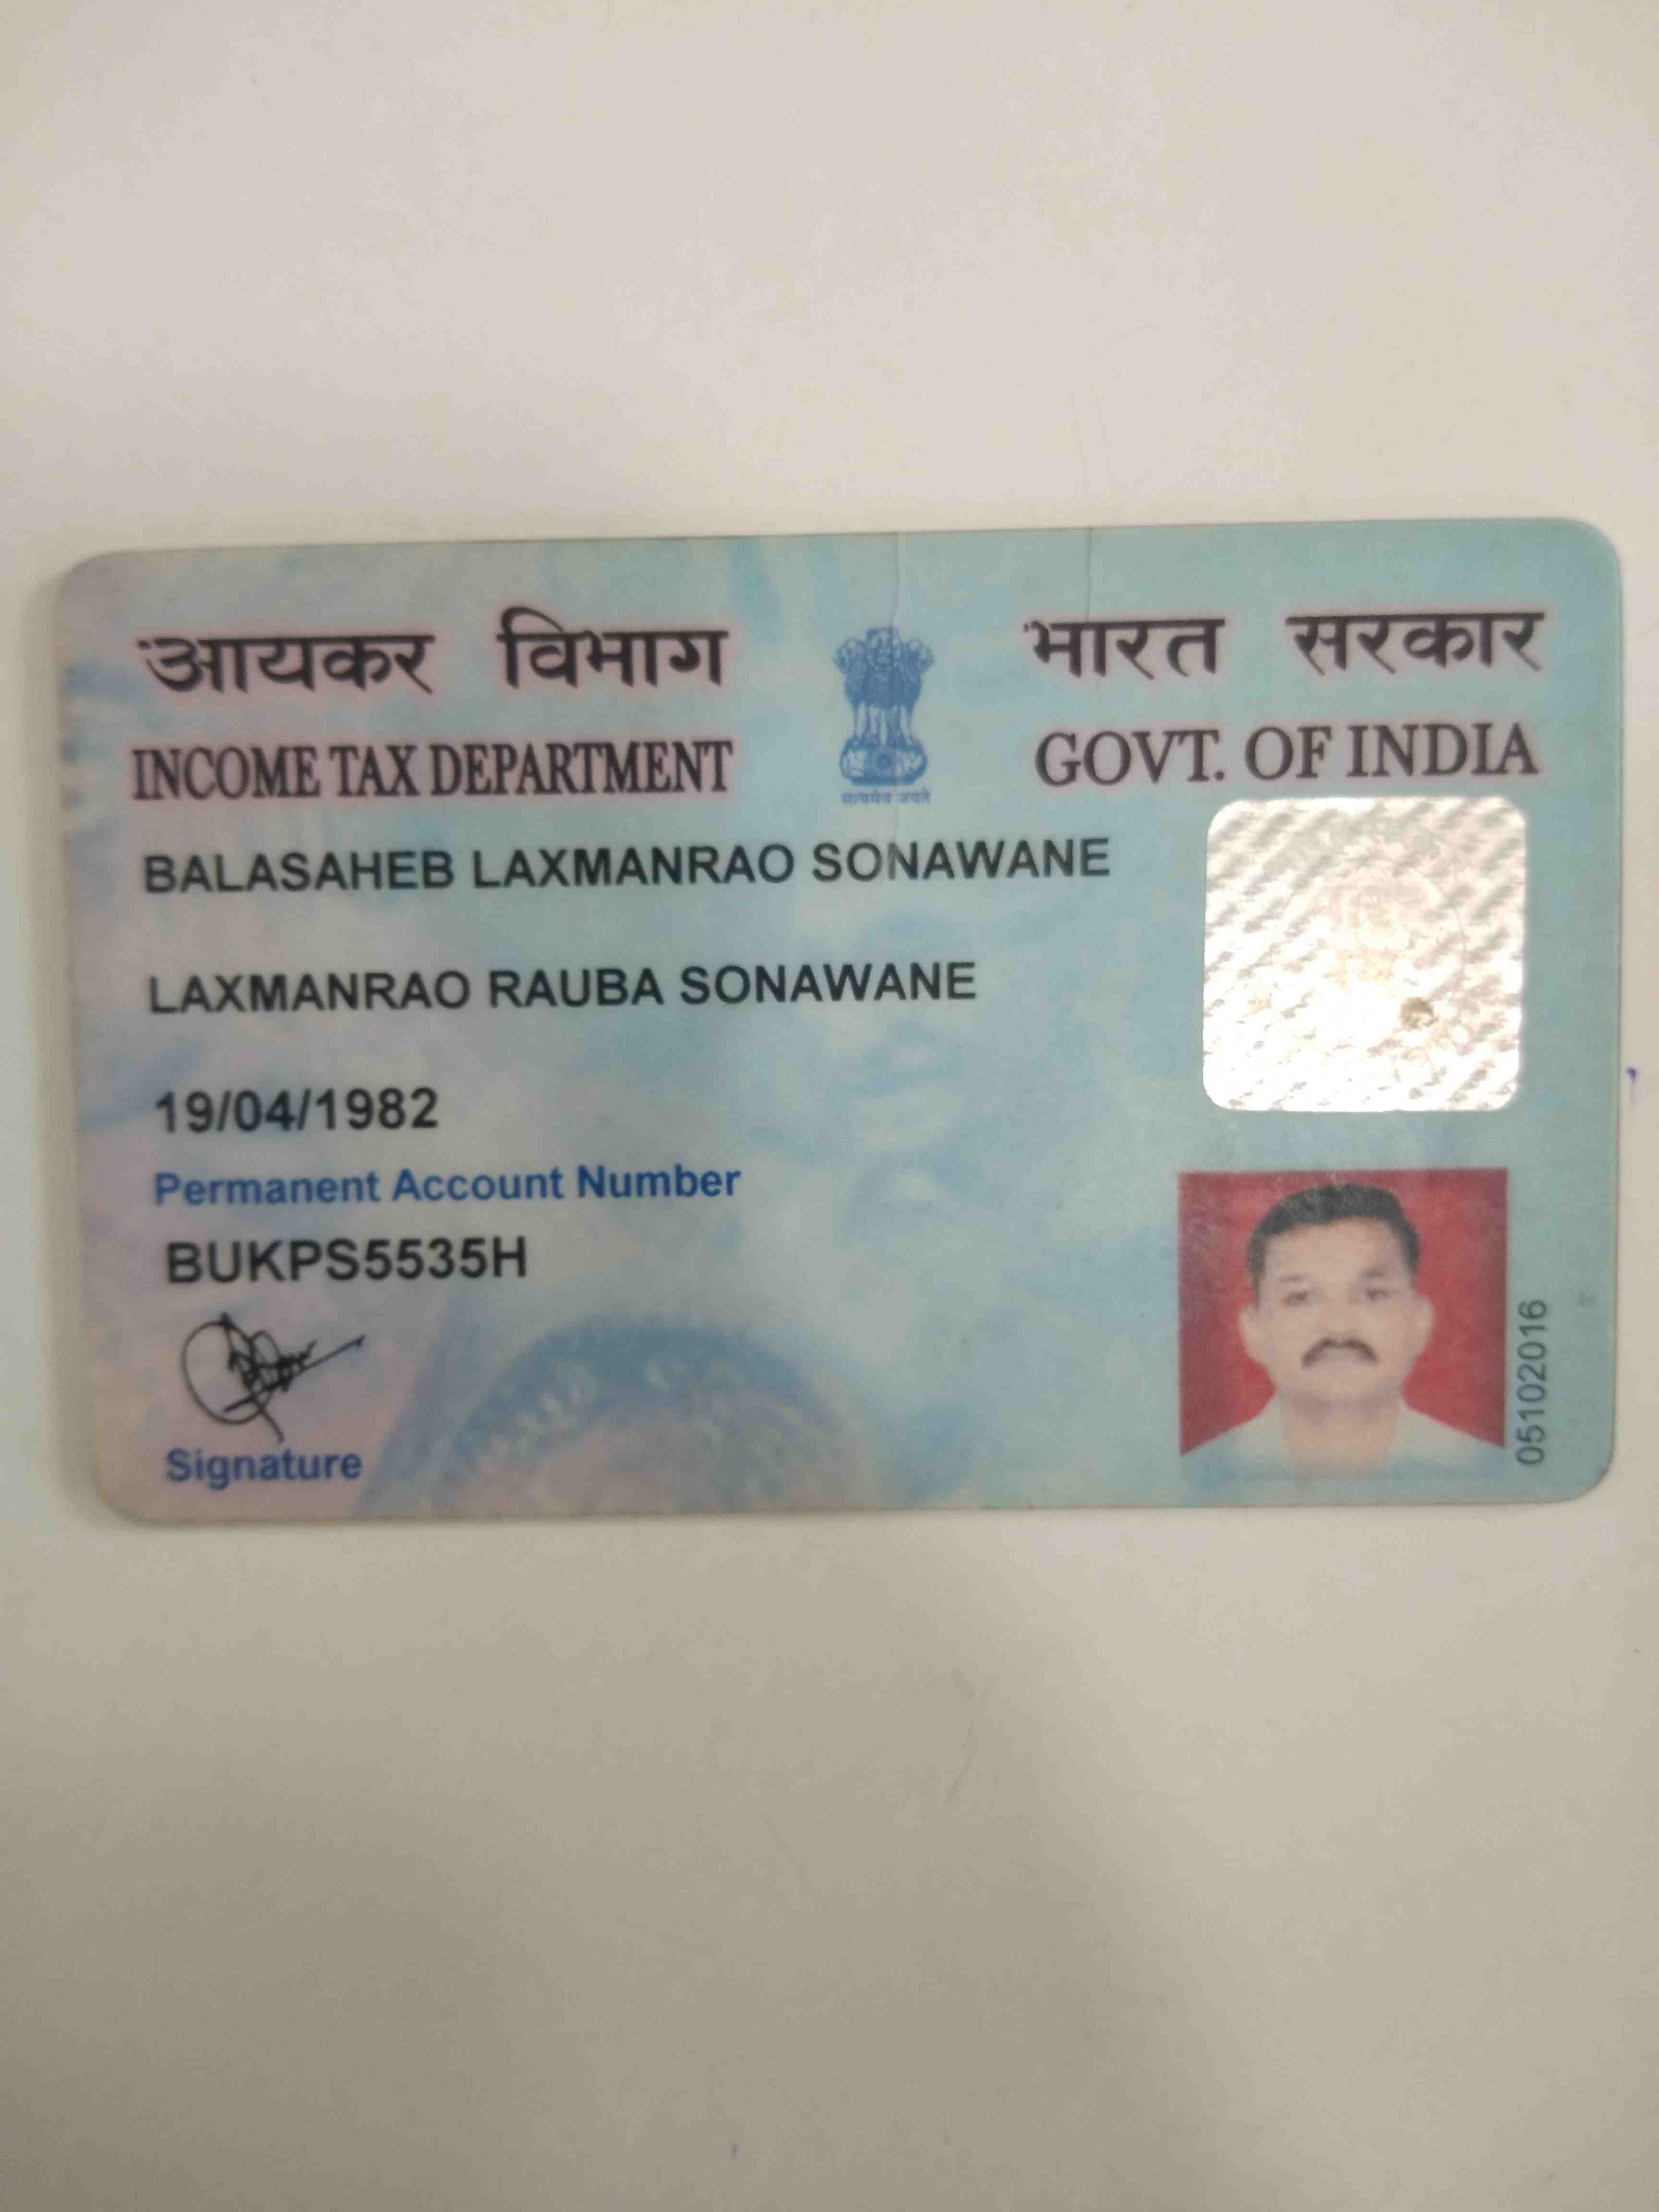 आयकर विभाग
भारत सरकार
INCOME TAX DEPARTMENT
GOVT. OF INDIA
सत्यमेव जयते
BALASAHEB LAXMANRAO SONAWANE
LAXMANRAO RAUBA SONAWANE
19/04/1982
Permanent Account Number
BUKPS5535H
Signature
05102016